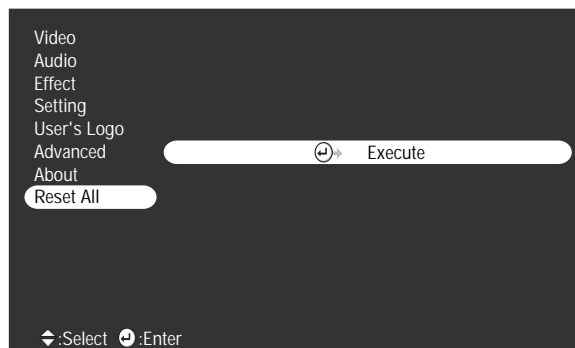 Video
Audio
Effect
Setting
User's Logo
Advanced
Execute
About
Reset All
:Select :Enter